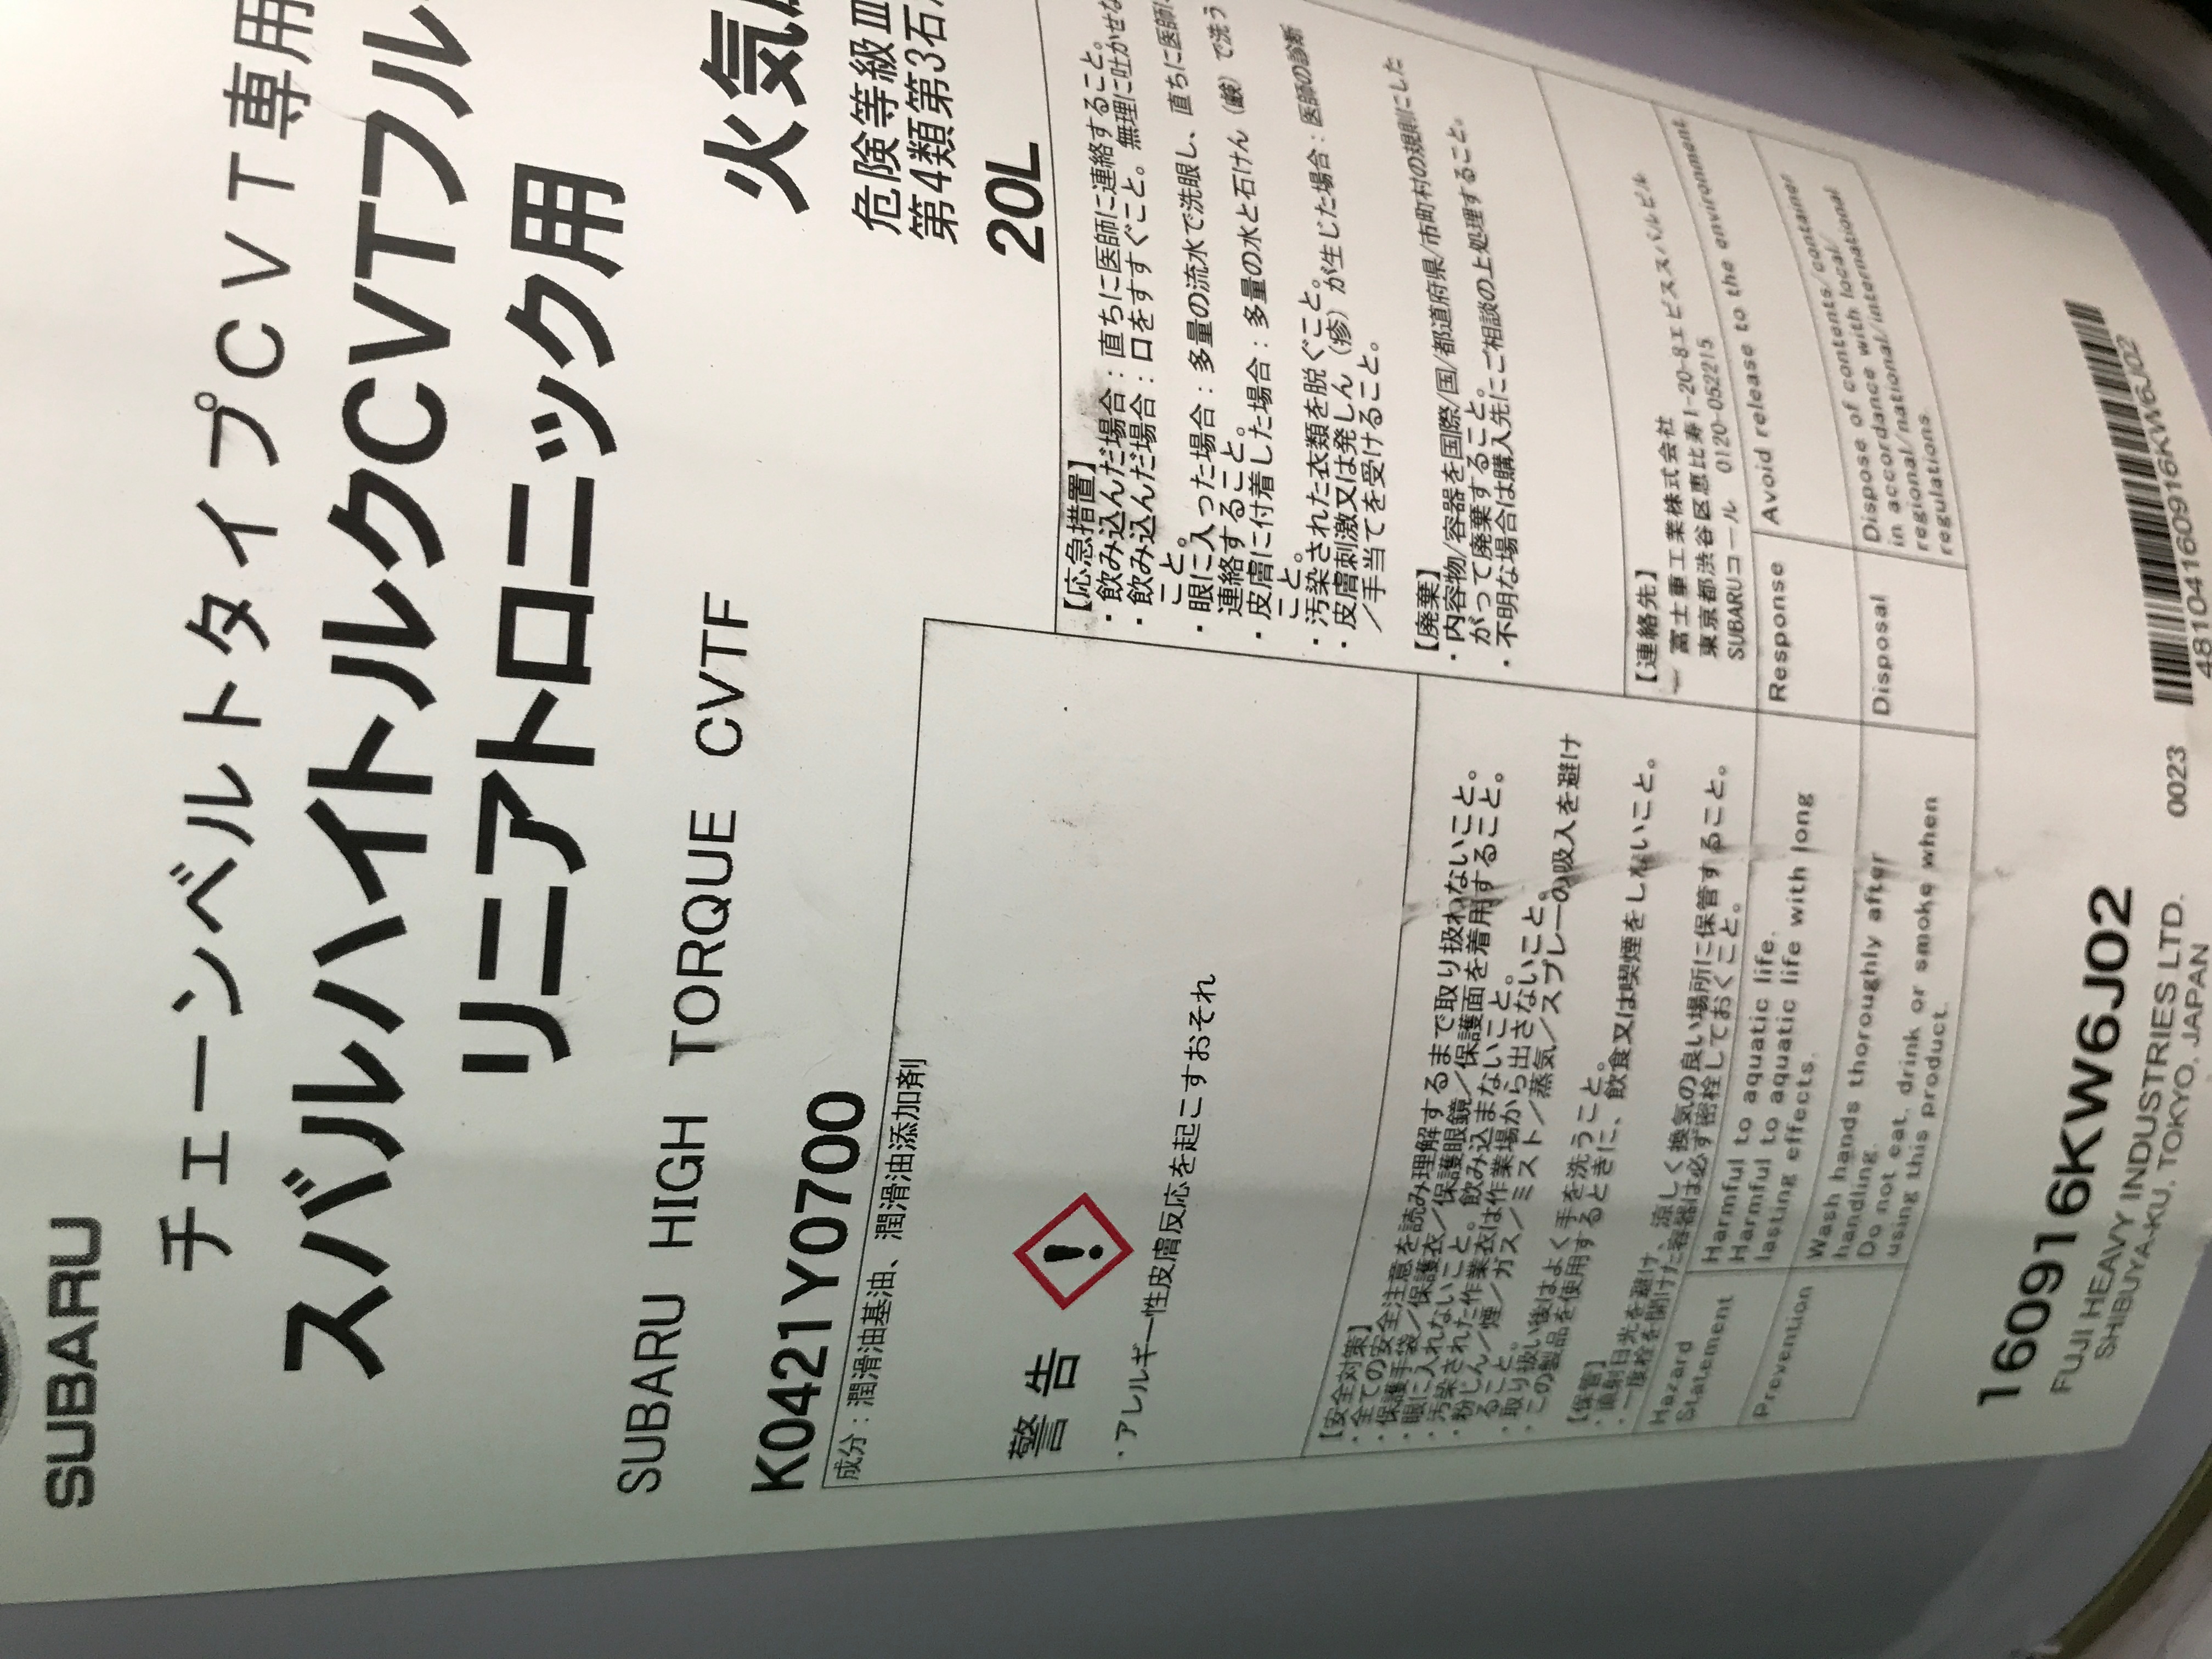 SUBARU
チェーンベルトタイプCVT専用
スバルハイトルクCVTフル
リニアトロニック用
SUBARU HIGH TORQUE CVTF
火気
K0421Y0700
危険等級Ⅲ
第4類第3石
20L
成分：潤滑油基油、潤滑油添加剤
警告
・アレルギー性皮膚反応を起こすおそれ
【安全対策】
・全ての安全注意を読み理解するまで取り扱わないこと。
・保護手袋／保護衣／保護眼鏡／保護面を着用すること。
・眼に入れないこと。飲み込まないこと。
・汚染された作業衣は作業場から出さないこと。
・粉じん／煙／ガス／ミスト／蒸気／スプレーの吸入を避け
ること。
・取り扱い後はよく手を洗うこと。
・この製品を使用するときに、飲食又は喫煙をしないこと。
【保管】
・直射日光を避け、涼しく換気の良い場所に保管すること。
・一度栓を開けた容器は必ず密栓しておくこと。
【応急措置】
・飲み込んだ場合：直ちに医師に連絡すること。
・飲み込んだ場合：口をすすぐこと。無理に吐かせな
こと。
・眼に入った場合：多量の流水で洗眼し、直ちに医師に
連絡すること。
・皮膚に付着した場合：多量の水と石けん（鹸）で洗う
こと。
・汚染された衣類を脱ぐこと。
・皮膚刺激又は発しん（疹）が生じた場合：医師の診断
／手当てを受けること。
【廃棄】
・内容物/容器を国際/国/都道府県/市町村の規則にした
がって廃棄すること。
・不明な場合は購入先にご相談の上処理すること。
【連絡先】
富士重工業株式会社
東京都渋谷区恵比寿1-20-8エビススバルビル
SUBARUコール 0120-052215
Hazard Statement
Harmful to aquatic life.
Harmful to aquatic life with long
lasting effects.
Prevention
Wash hands thoroughly after
handling.
Do not eat, drink or smoke when
using this product.
Response
Avoid release to the environment
Disposal
Dispose of contents/container
in accordance with local/
regional/national/international
regulations.
160916KW6J02
0023
48104160916KW6J02
FUJI HEAVY INDUSTRIES LTD.
SHIBUYA-KU, TOKYO, JAPAN